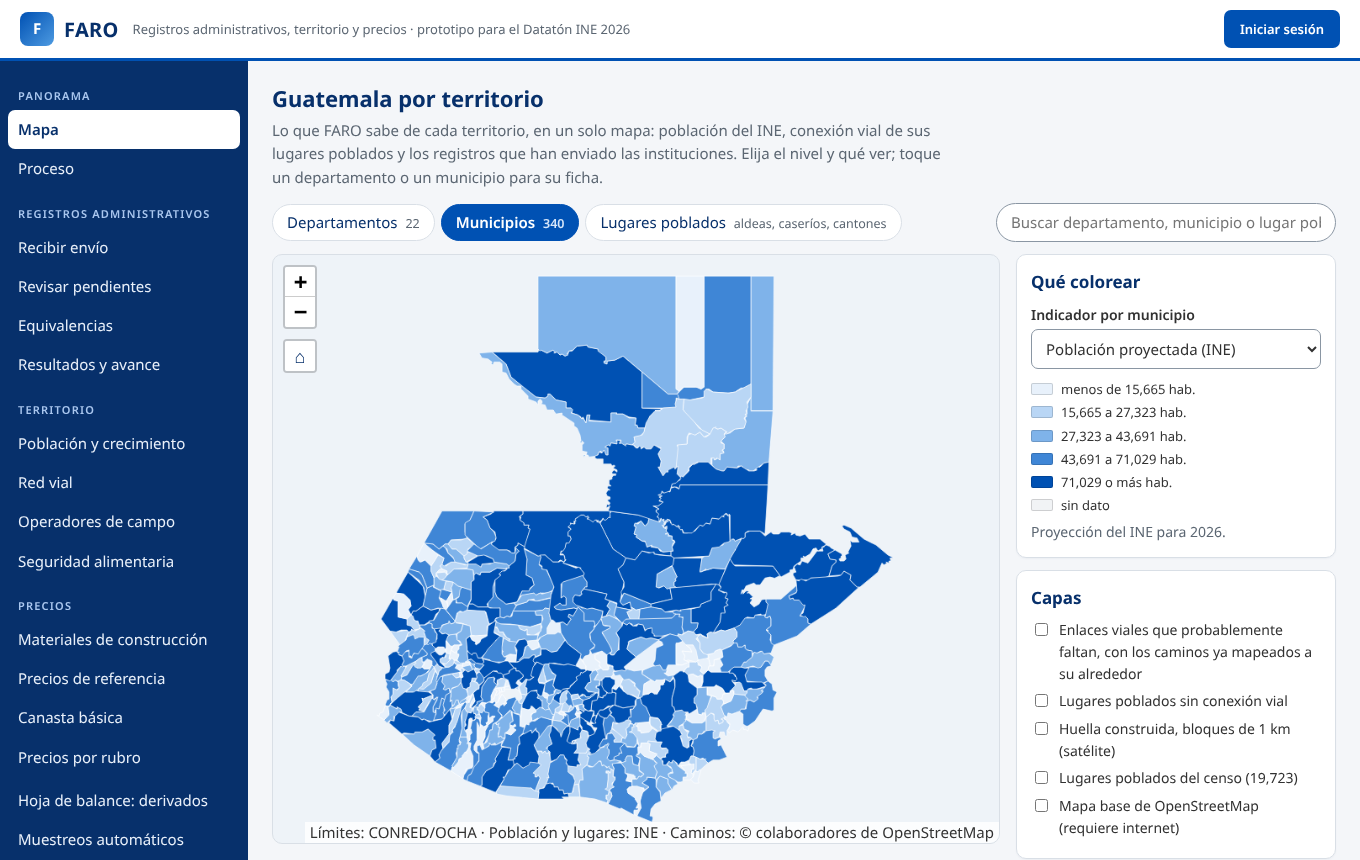 F
FARO
Registros administrativos, territorio y precios · prototipo para el Datatón INE 2026
Iniciar sesión
PANORAMA
Mapa
Proceso
REGISTROS ADMINISTRATIVOS
Recibir envío
Revisar pendientes
Equivalencias
Resultados y avance
TERRITORIO
Población y crecimiento
Red vial
Operadores de campo
Seguridad alimentaria
PRECIOS
Materiales de construcción
Precios de referencia
Canasta básica
Precios por rubro
Hoja de balance: derivados
Muestreos automáticos
Guatemala por territorio
Lo que FARO sabe de cada territorio, en un solo mapa: población del INE, conexión vial de sus
lugares poblados y los registros que han enviado las instituciones. Elija el nivel y qué ver; toque
un departamento o un municipio para su ficha.
Departamentos 22
Municipios 340
Lugares poblados aldeas, caseríos, cantones
Buscar departamento, municipio o lugar pol
+
−
⌂
Límites: CONRED/OCHA · Población y lugares: INE · Caminos: © colaboradores de OpenStreetMap
Qué colorear
Indicador por municipio
Población proyectada (INE)
menos de 15,665 hab.
15,665 a 27,323 hab.
27,323 a 43,691 hab.
43,691 a 71,029 hab.
71,029 o más hab.
sin dato
Proyección del INE para 2026.
Capas
Enlaces viales que probablemente
faltan, con los caminos ya mapeados a
su alrededor
Lugares poblados sin conexión vial
Huella construida, bloques de 1 km
(satélite)
Lugares poblados del censo (19,723)
Mapa base de OpenStreetMap
(requiere internet)